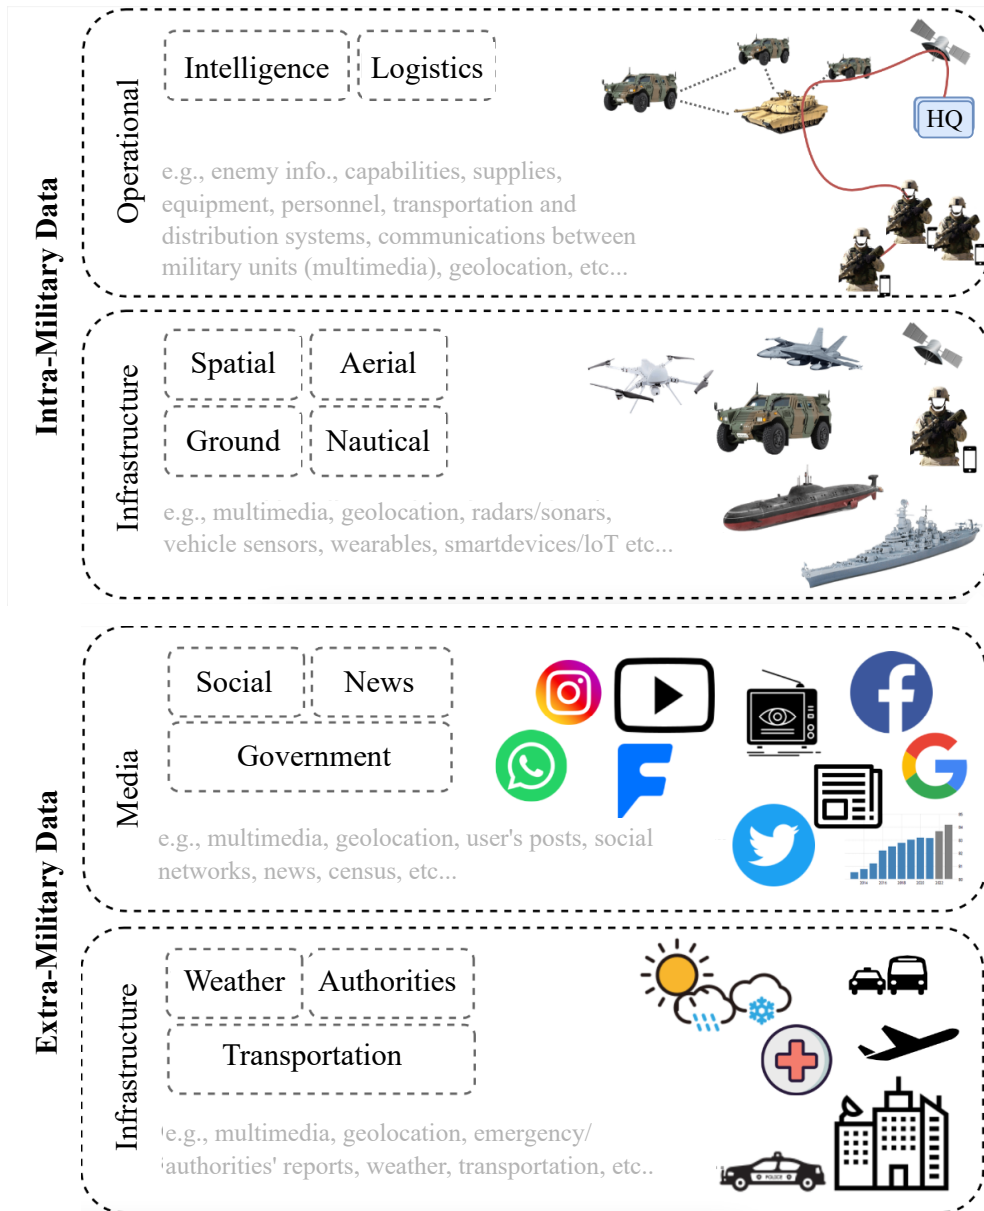 Intra-Military Data
Operational
Intelligence
Logistics
HQ
e.g., enemy info., capabilities, supplies,
equipment, personnel, transportation and
distribution systems, communications between
military units (multimedia), geolocation, etc...
Infrastructure
Spatial
Aerial
Ground
Nautical
e.g., multimedia, geolocation, radars/sonars,
vehicle sensors, wearables, smartdevices/IoT etc...
Extra-Military Data
Media
Social
News
Government
e.g., multimedia, geolocation, user's posts, social
networks, news, census, etc...
Infrastructure
Weather
Authorities
Transportation
e.g., multimedia, geolocation, emergency/
authorities' reports, weather, transportation, etc..
POLICE